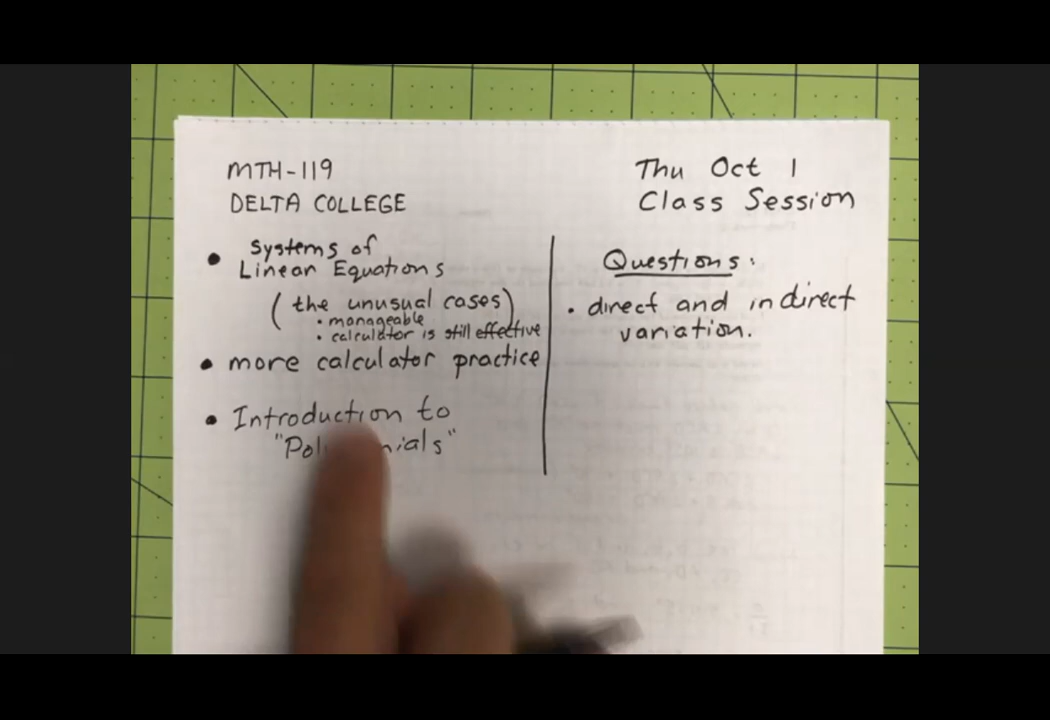 MTH-119
DELTA COLLEGE
Thu Oct 1
Class Session
• Systems of
Linear Equations
(the unusual cases)
• manageable
• calculator is still effective
• more calculator practice
• Introduction to
Questions:
• direct and indirect
variation.